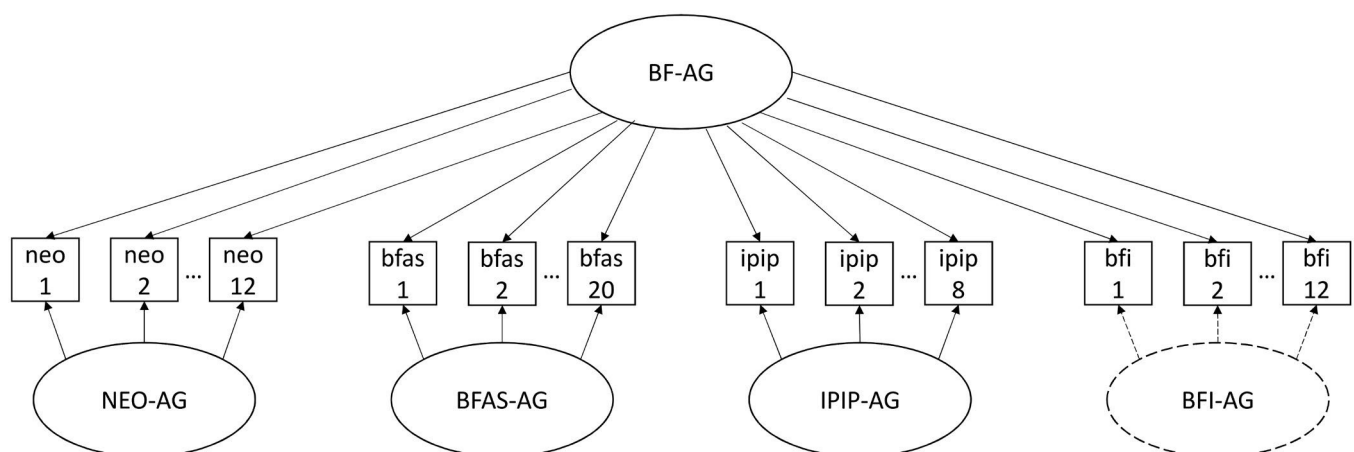 BF-AG
neo
1
neo
2
...
neo
12
bfas
1
bfas
2
...
bfas
20
ipip
1
ipip
2
...
ipip
8
bfi
1
bfi
2
...
bfi
12
NEO-AG
BFAS-AG
IPIP-AG
BFI-AG